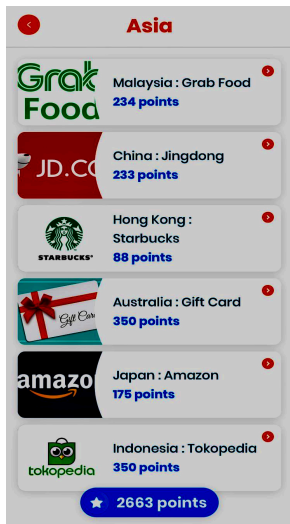 Asia
Grab
Food
Malaysia : Grab Food
234 points
JD.CO
China : Jingdong
233 points
STARBUCKS®
Hong Kong :
Starbucks
88 points
Gift Card
Australia : Gift Card
350 points
amazon
Japan : Amazon
175 points
tokopedia
Indonesia : Tokopedia
350 points
2663 points